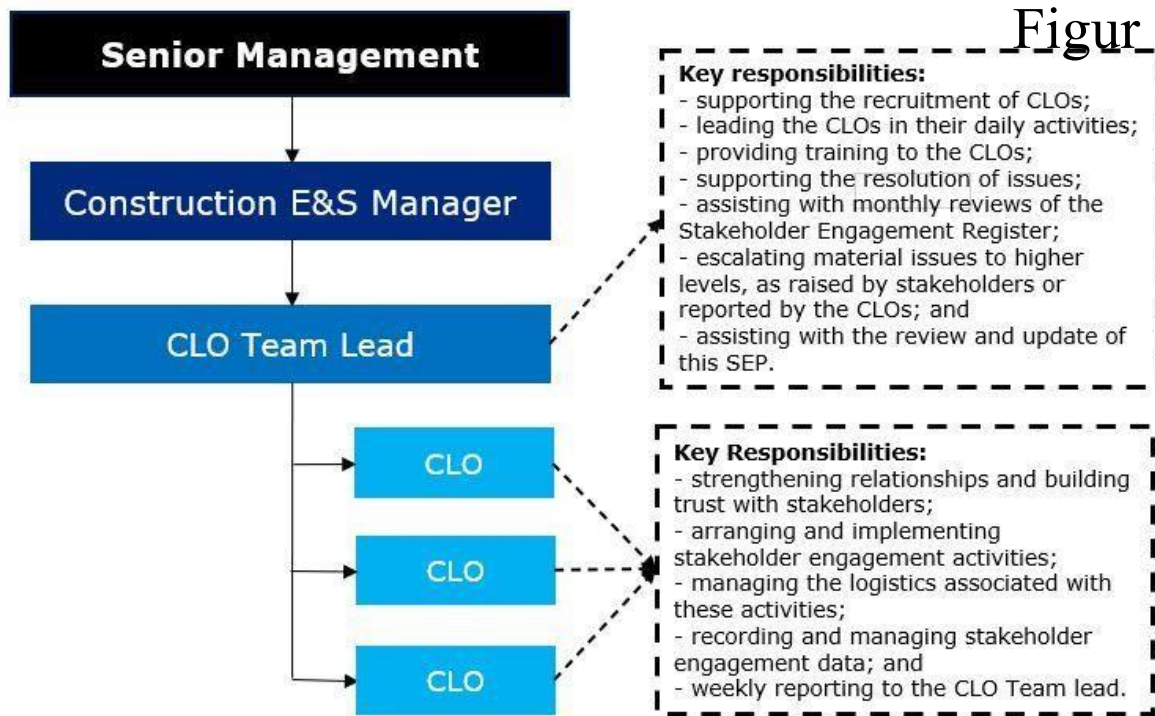 Figur
Senior Management
Construction E&S Manager
CLO Team Lead
Key responsibilities:
- supporting the recruitment of CLOs;
- leading the CLOs in their daily activities;
- providing training to the CLOs;
- supporting the resolution of issues;
- assisting with monthly reviews of the
Stakeholder Engagement Register;
- escalating material issues to higher
levels, as raised by stakeholders or
reported by the CLOs; and
- assisting with the review and update of
this SEP.
CLO
CLO
CLO
Key Responsibilities:
- strengthening relationships and building
trust with stakeholders;
- arranging and implementing
stakeholder engagement activities;
- managing the logistics associated with
these activities;
- recording and managing stakeholder
engagement data; and
- weekly reporting to the CLO Team lead.